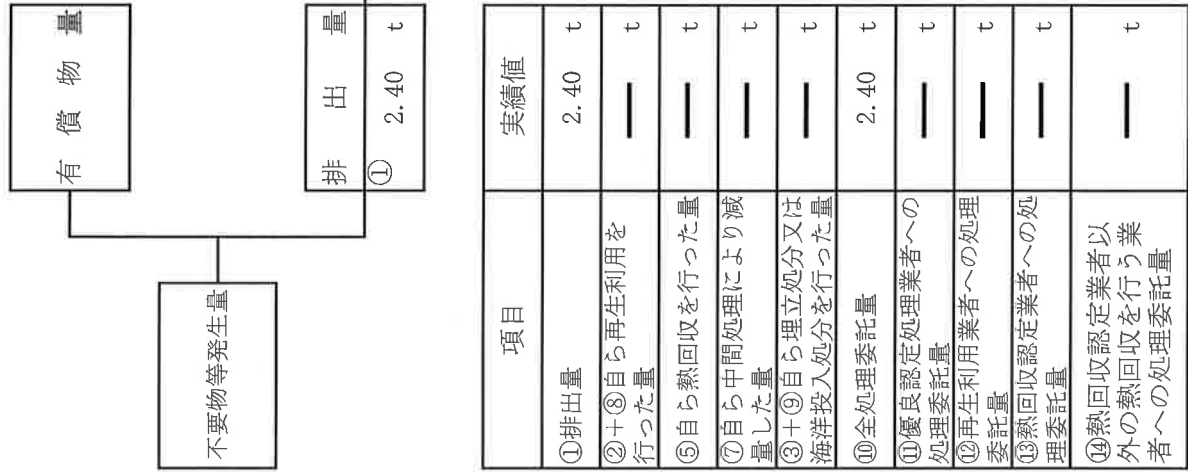 有償物量
不要物等発生量
排出量
① 2.40 t
項目 実績値
①排出量 2.40 t
②＋⑧自ら再生利用を
行った量 ー t
⑤自ら熱回収を行った量 ー t
⑦自ら中間処理により減
量した量 ー t
③＋⑨自ら埋立処分又は
海洋投入処分を行った量 ー t
⑩全処理委託量 2.40 t
⑪優良認定処理業者への
処理委託量 ー t
⑫再生利用業者への処理
委託量 ー t
⑬熱回収認定業者への処
理委託量 ー t
⑭熱回収認定業者以
外の熱回収を行う業
者への処理委託量 ー t